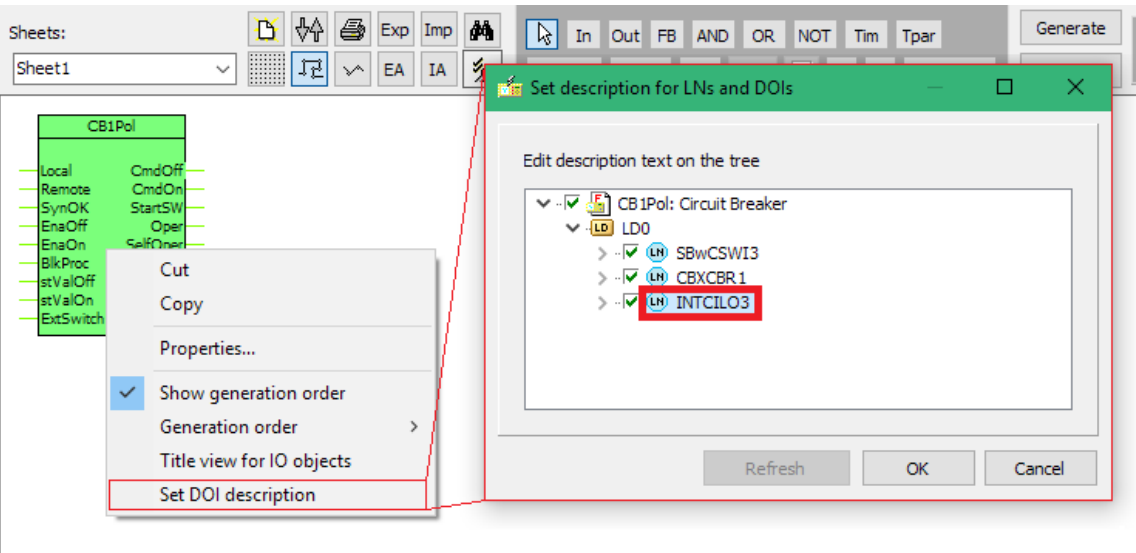 Sheets:
Exp Imp
In Out FB AND OR NOT Tim Tpar
Generate
Sheet1
EA IA
Set description for LNs and DOIs
CB1Pol
Local CmdOff
Remote CmdOn
SynOK StartSW
EnaOff Oper
EnaOn SelfOper
BlkProc
stValOff
stValOn
ExtSwitch
Cut
Copy
Properties...
Show generation order
Generation order
Title view for IO objects
Set DOI description
Edit description text on the tree
CB1Pol: Circuit Breaker
LD LD0
LN SBwCSWI3
LN CBXCBR1
LN INTCILO3
Refresh OK Cancel